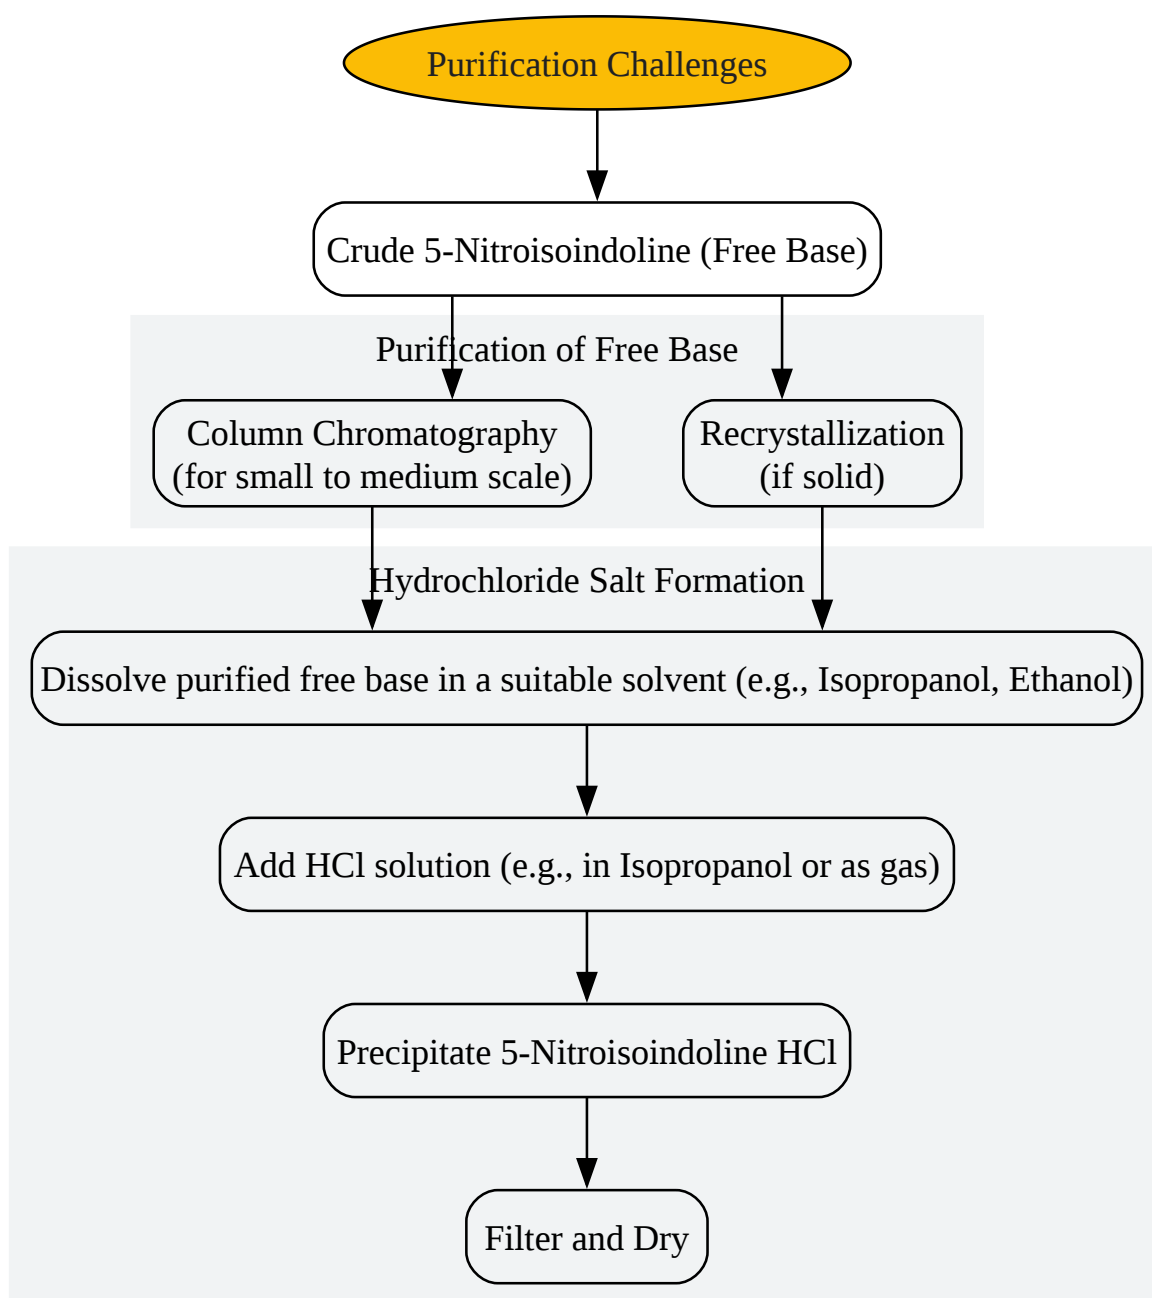 Purification Challenges
Crude 5-Nitroisoindoline (Free Base)
Purification of Free Base
Column Chromatography
(for small to medium scale)
Recrystallization
(if solid)
Hydrochloride Salt Formation
Dissolve purified free base in a suitable solvent (e.g., Isopropanol, Ethanol)
Add HCl solution (e.g., in Isopropanol or as gas)
Precipitate 5-Nitroisoindoline HCl
Filter and Dry